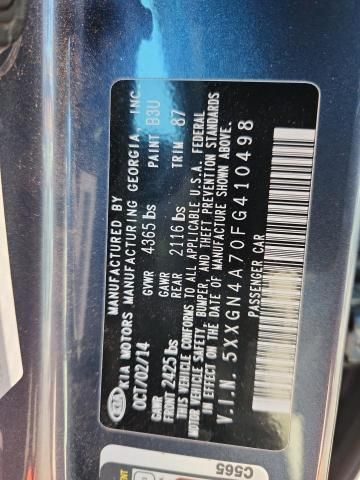 KIA
MANUFACTURED BY
KIA MOTORS MANUFACTURING GEORGIA, INC.
OCT/02/14 GVWR 4365 lbs PAINT B3U
GAWR FRONT 2425 lbs GAWR REAR 2116 lbs TRIM 87
THIS VEHICLE CONFORMS TO ALL APPLICABLE U.S.A. FEDERAL
MOTOR VEHICLE SAFETY, BUMPER, AND THEFT PREVENTION STANDARDS
IN EFFECT ON THE DATE OF MANUFACTURE SHOWN ABOVE.
V.I.N. 5XXGN4A70FG410498
PASSENGER CAR
C565